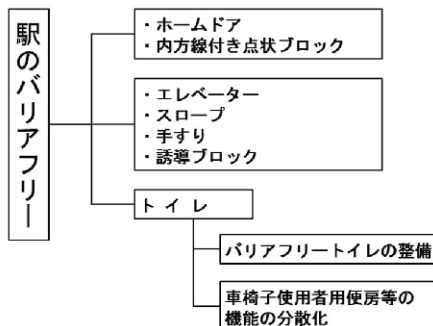 駅のバリアフリー
・ホームドア
・内方線付き点状ブロック
・エレベーター
・スロープ
・手すり
・誘導ブロック
トイレ
バリアフリートイレの整備
車椅子使用者用便房等の
機能の分散化